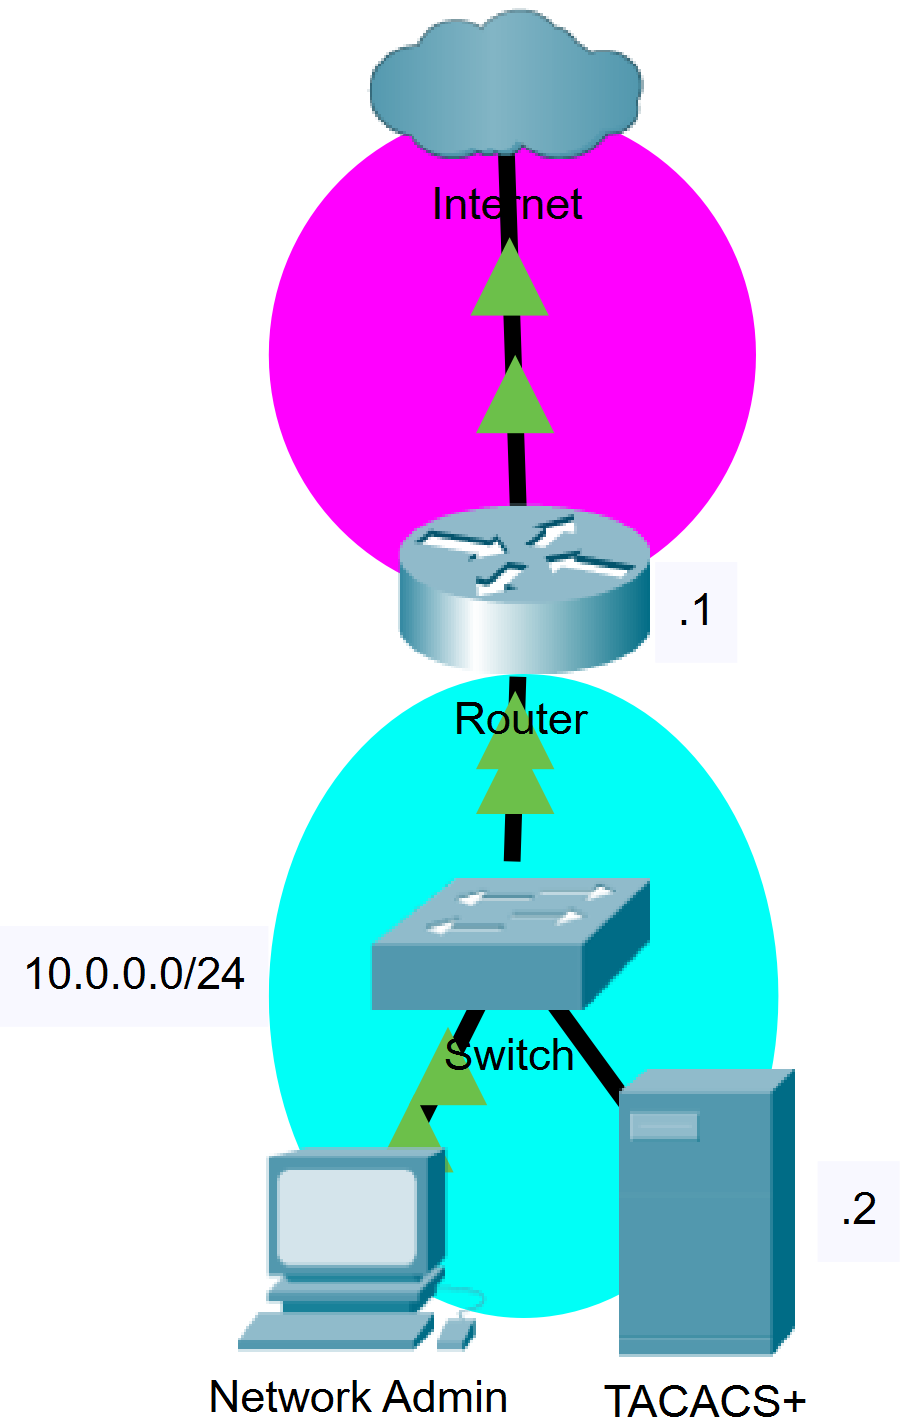 Internet
.1
Router
10.0.0.0/24
Switch
.2
Network Admin
TACACS+